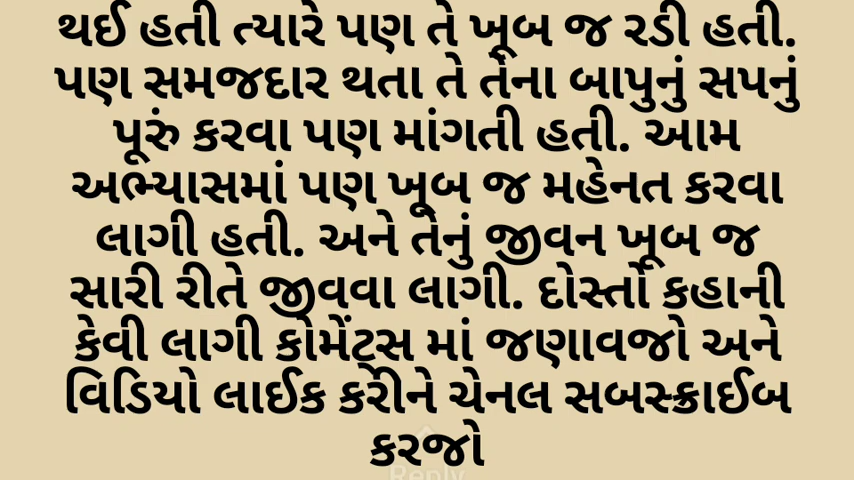 થઈ હતી ત્યારે પણ તે ખૂબ જ રડી હતી.
પણ સમજદાર થતા તે તેના બાપુનું સપનું
પૂરું કરવા પણ માંગતી હતી. આમ
અભ્યાસમાં પણ ખૂબ જ મહેનત કરવા
લાગી હતી. અને તેનું જીવન ખૂબ જ
સારી રીતે જીવવા લાગી. દોસ્તોં કહાની
કેવી લાગી કોમેંટ્સ માં જણાવજો અને
વિડિયો લાઈક કરીને ચેનલ સબસ્ક્રાઈબ
કરજો
Reply